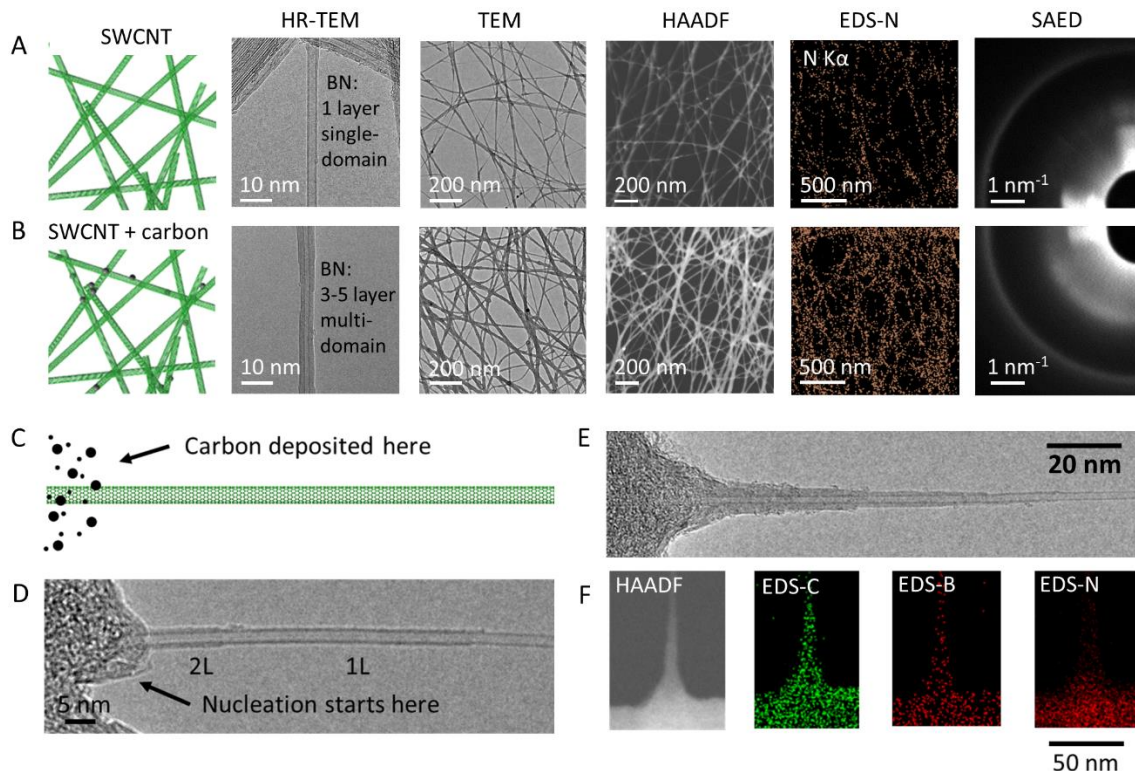 HR-TEM TEM HAADF EDS-N SAED
A SWCNT
BN:
1 layer
single-
domain
N Kα
10 nm 200 nm 200 nm 500 nm 1 nm-1
B SWCNT + carbon
BN:
3-5 layer
multi-
domain
10 nm 200 nm 200 nm 500 nm 1 nm-1
C
Carbon deposited here
E
20 nm
D
2L 1L
Nucleation starts here
5 nm
F HAADF EDS-C EDS-B EDS-N
50 nm